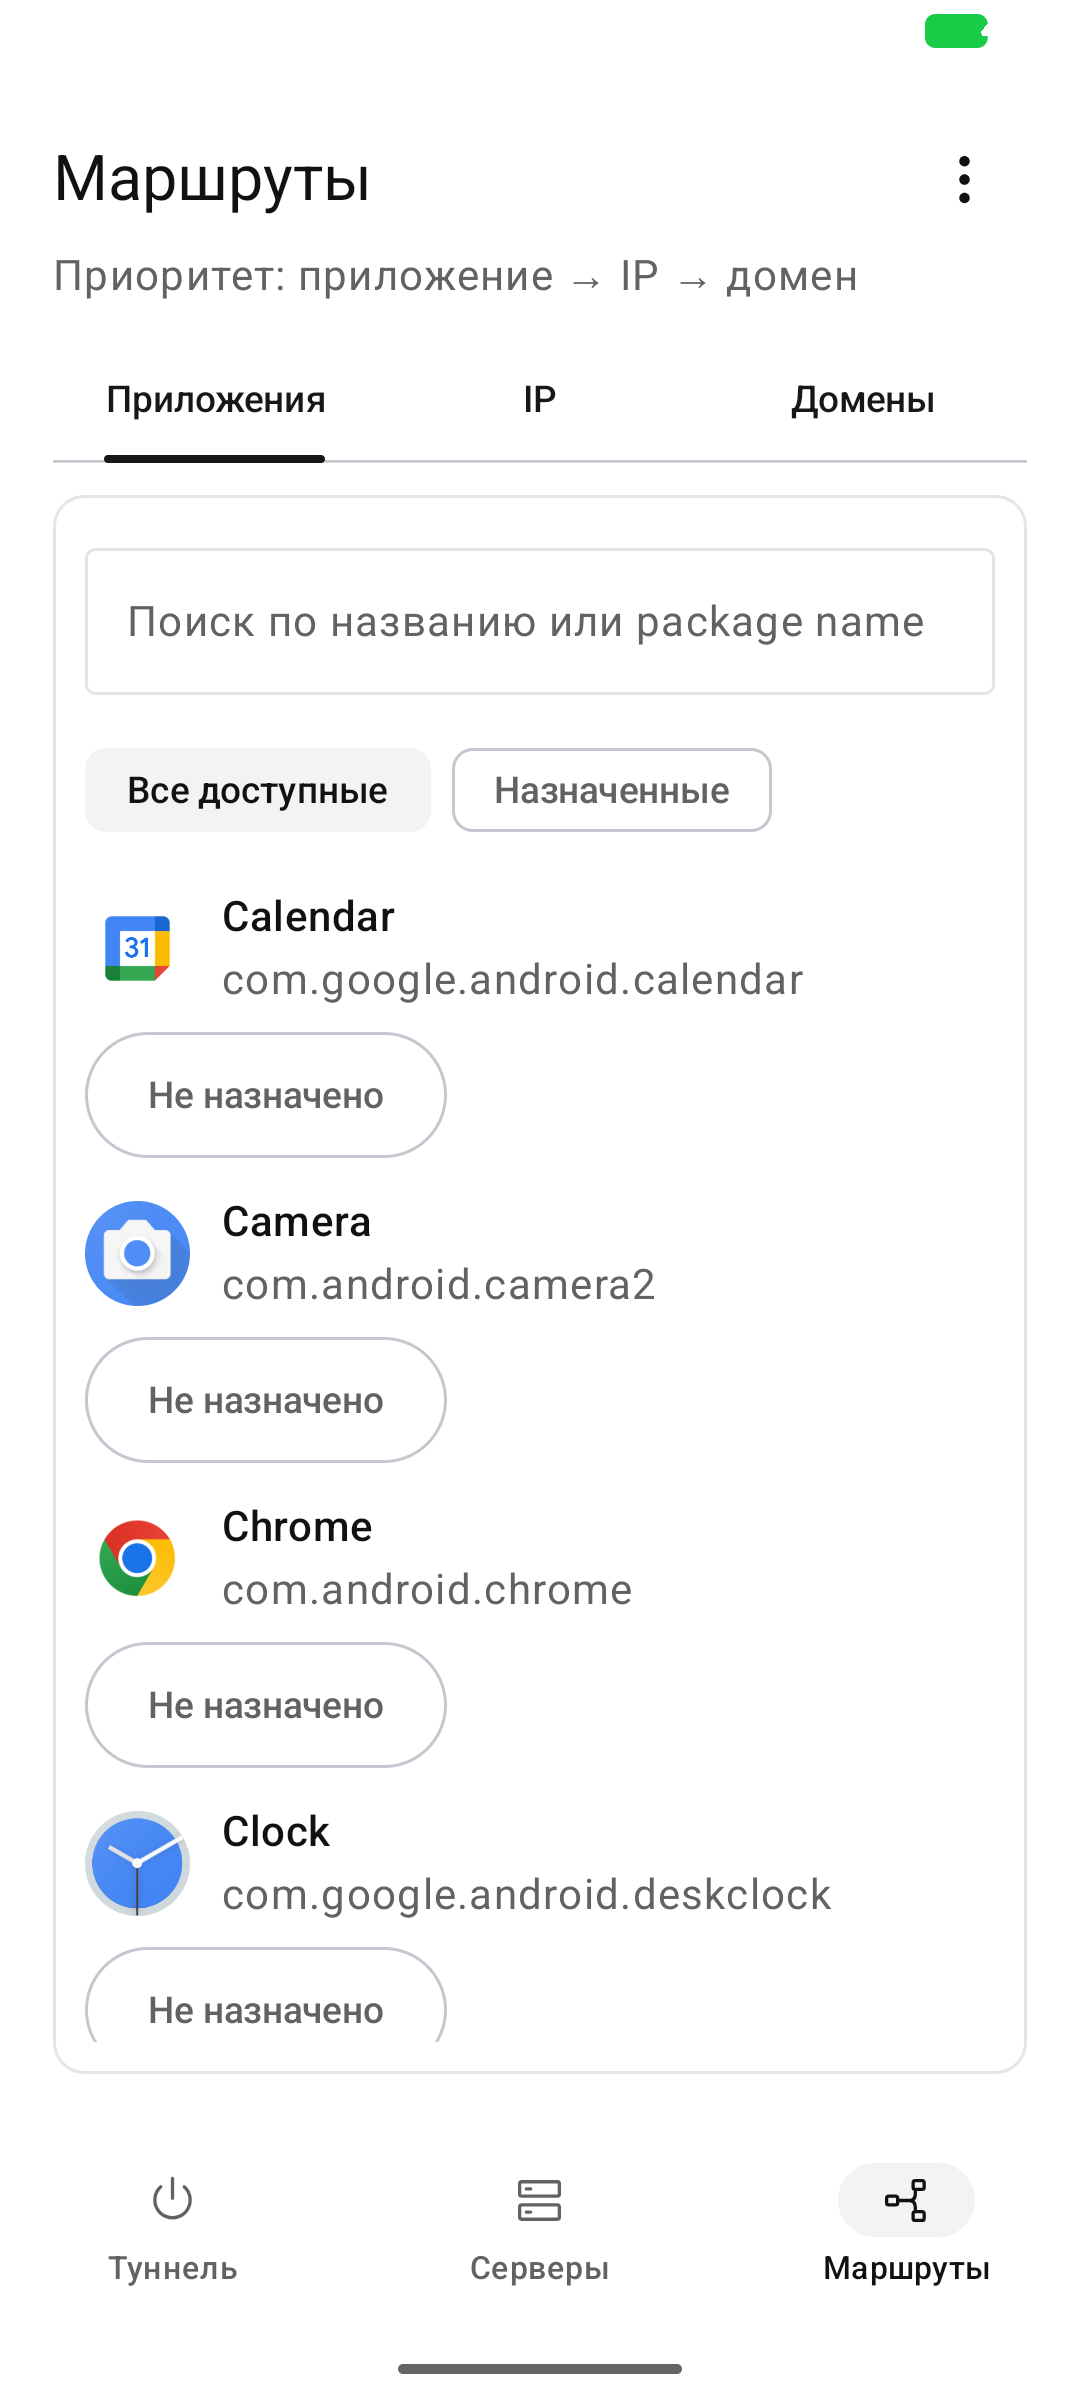 Маршруты
Приоритет: приложение → IP → домен
Приложения
IP
Домены
Поиск по названию или package name
Все доступные
Назначенные
31
Calendar
com.google.android.calendar
Не назначено
Camera
com.android.camera2
Не назначено
Chrome
com.android.chrome
Не назначено
Clock
com.google.android.deskclock
Не назначено
Туннель
Серверы
Маршруты